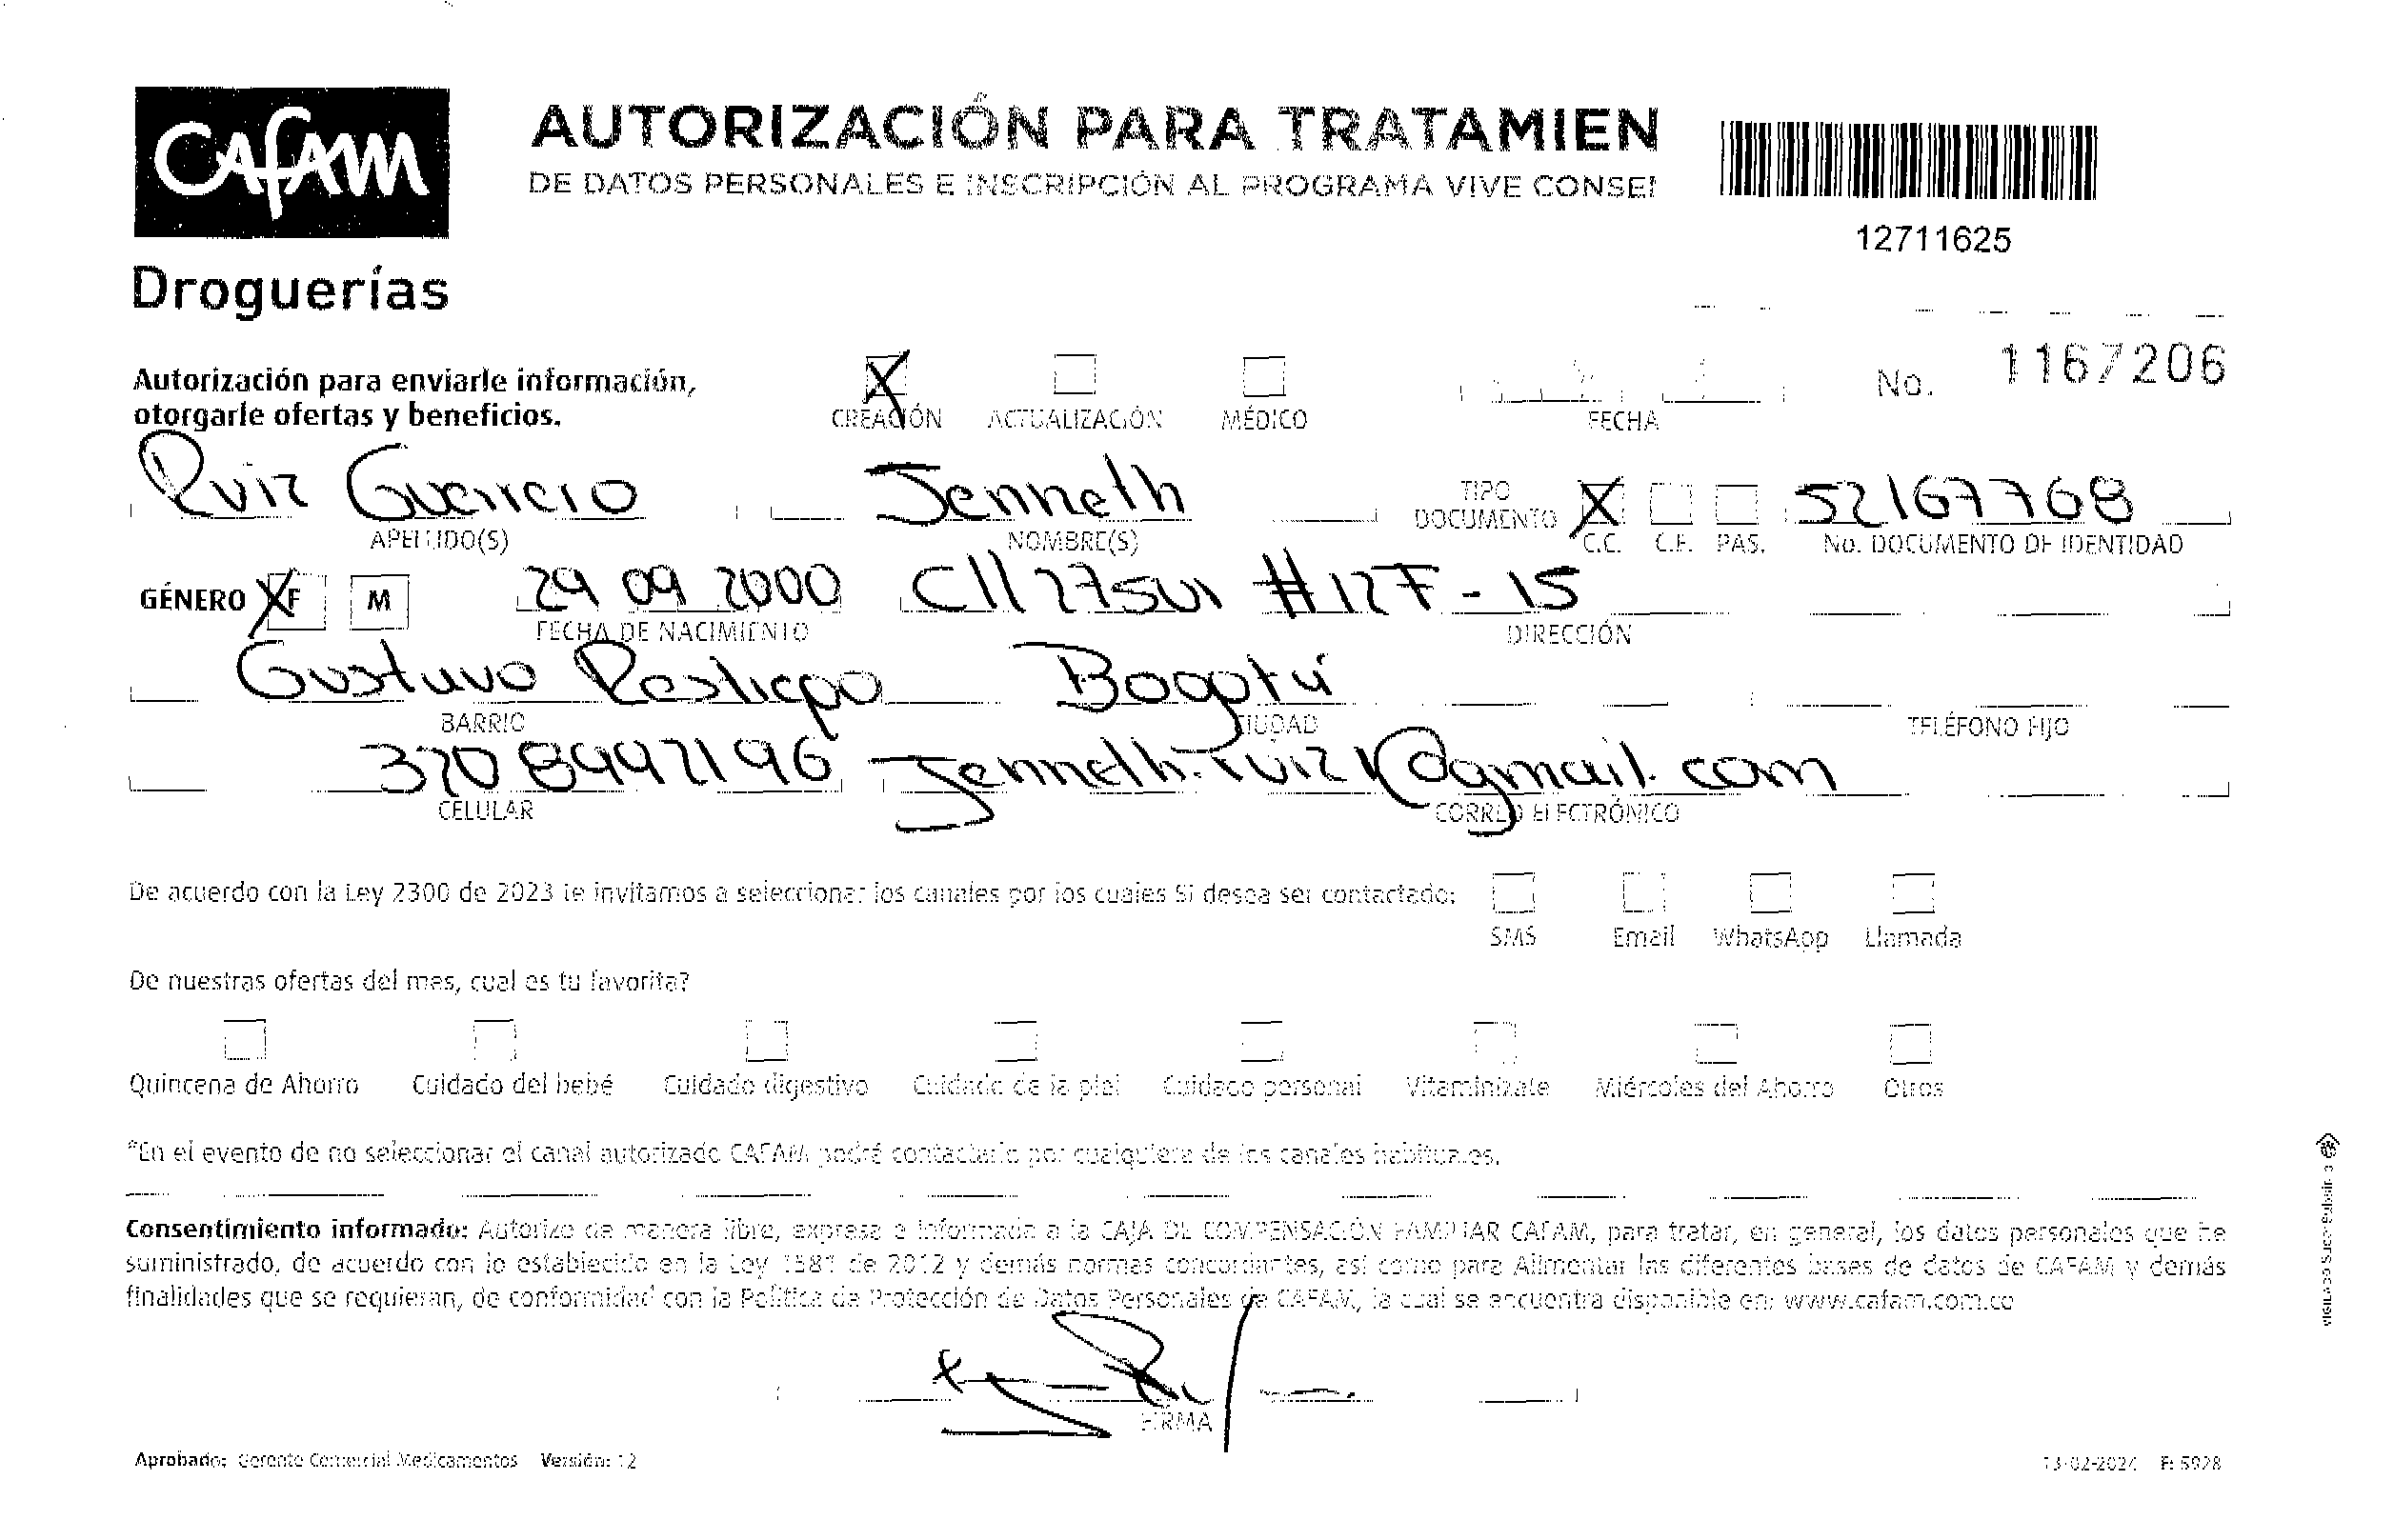 CAFAM
Droguerías
AUTORIZACIÓN PARA TRATAMIEN
DE DATOS PERSONALES E INSCRIPCIÓN AL PROGRAMA VIVE CONSE
12711625
Autorización para enviarle información,
otorgarle ofertas y beneficios.
X CREACIÓN ACTUALIZACIÓN MÉDICO FECHA No. 1167206
Ruiz Guerrero Jenneth X 52167768
APELLIDO(S) NOMBRE(S) TIPO DOCUMENTO C.C. C.E. PAS. No. DOCUMENTO DE IDENTIDAD
GÉNERO X F M 29 09 2000 Cll 27 Sur # 12F - 15
FECHA DE NACIMIENTO DIRECCIÓN
Gustavo Restrepo Bogotá
BARRIO CIUDAD TELÉFONO FIJO
Jenneth.ruiz1@gmail.com
CELULAR CORREO ELECTRÓNICO
De acuerdo con la Ley 2300 de 2023 te invitamos a seleccionar los canales por los cuales Si desea ser contactado:
SMS Email WhatsApp Llamada
De nuestras ofertas del mes, cual es tu favorita?
Quincena de Ahorro Cuidado del bebé Cuidado digestivo Cuidado de la piel Cuidado personal Vitaminízate Miércoles del Ahorro Otros
*En el evento de no seleccionar el canal autorizado CAFAM podrá contactarlo por cualquiera de los canales habituales.
Consentimiento informado: Autorizo de manera libre, expresa e informada a la CAJA DE COMPENSACIÓN FAMILIAR CAFAM, para tratar, en general, los datos personales que he
suministrado, de acuerdo con lo establecido en la Ley 1581 de 2012 y demás normas concordantes, así como para Alimentar las diferentes bases de datos de CAFAM y demás
finalidades que se requieran, de conformidad con la Política de Protección de Datos Personales de CAFAM, la cual se encuentra disponible en: www.cafam.com.co
x
FIRMA
Aprobado: Gerente Comercial Medicamentos Versión: 12
13-02-2024 F: 5928
VIGILADO SuperSubsidio